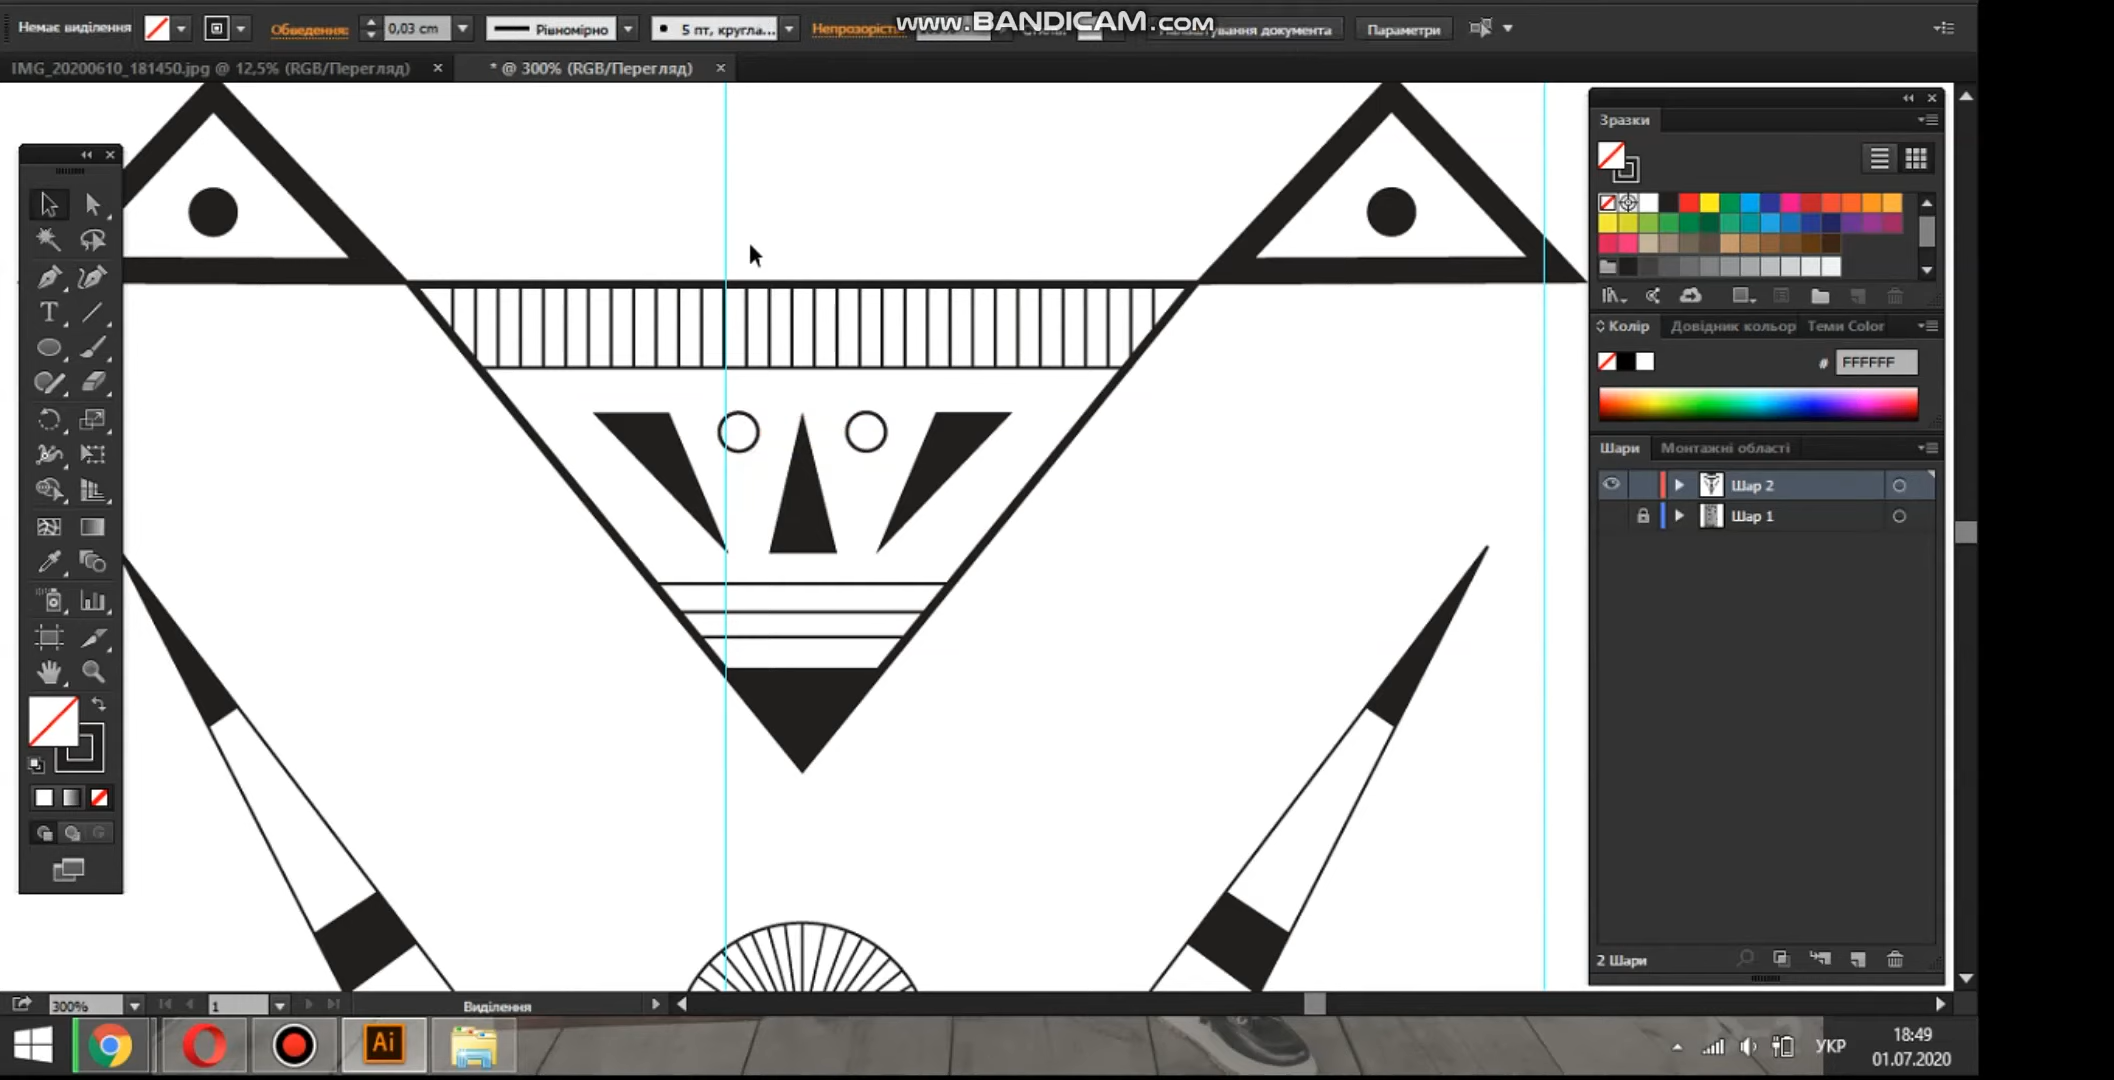 www.BANDICAM.com
Немає виділення Обведення: 0,03 cm Рівномірно 5 пт, кругла... Непрозорість документа Параметри
IMG_20200610_181450.jpg @ 12,5% (RGB/Перегляд) × * @ 300% (RGB/Перегляд) ×
Зразки
Колір Довідник кольор Теми Color
# FFFFFF
Шари Монтажні області
Шар 2
Шар 1
2 Шари
300% 1 Виділення
Ai УКР 18:49
01.07.2020